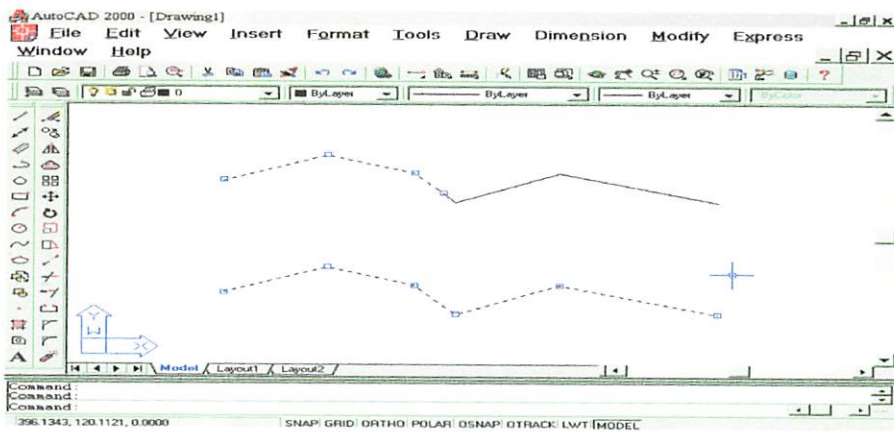 AutoCAD 2000 - [Drawing1]
File Edit View Insert Format Tools Draw Dimension Modify Express
Window Help
0 ByLayer ByLayer ByLayer ByColor
Y
W
X
A
Model Layout1 Layout2
Command:
Command:
Command:
396.1343, 120.1121, 0.0000 SNAP GRID ORTHO POLAR OSNAP OTRACK LWT MODEL